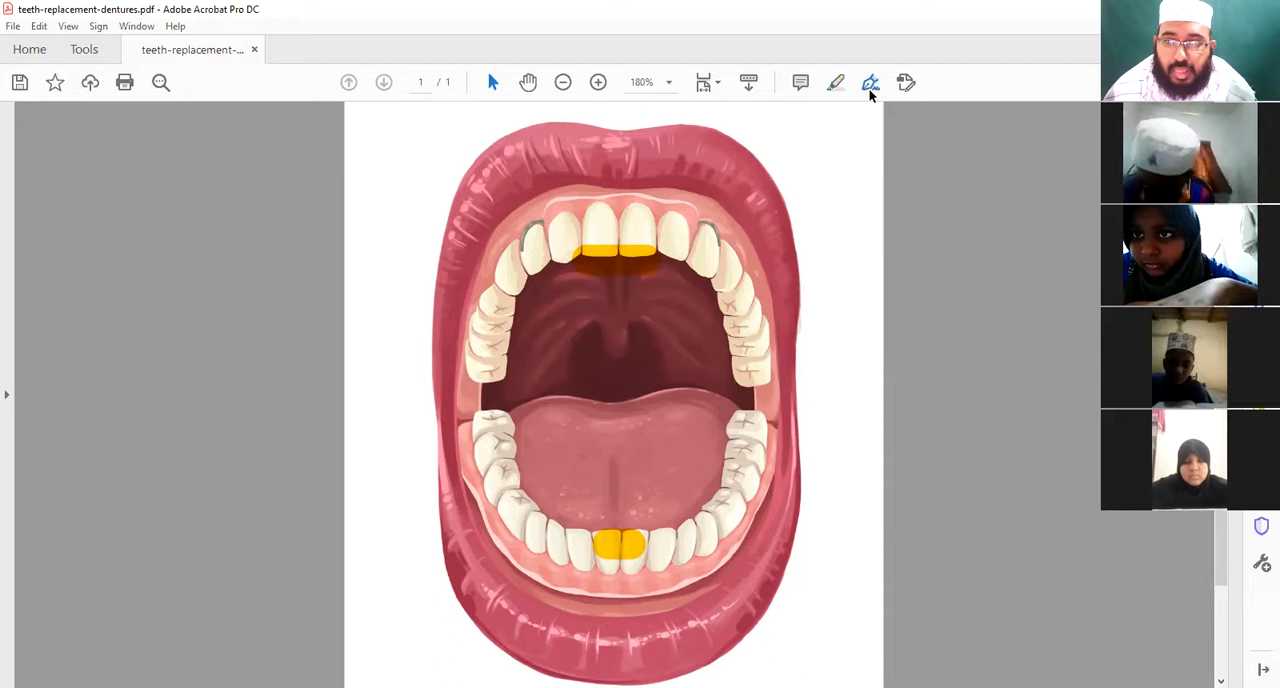 teeth-replacement-dentures.pdf - Adobe Acrobat Pro DC
File Edit View Sign Window Help
Home Tools teeth-replacement-... ×
1 / 1 180%